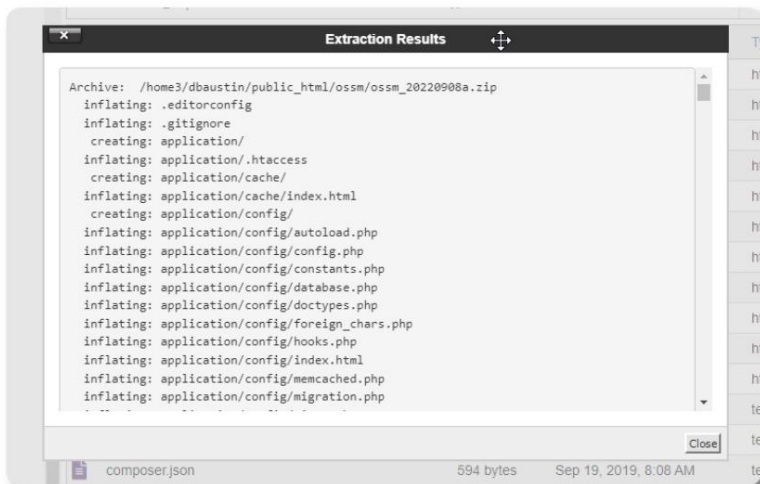 Extraction Results
Archive:  /home3/dbaustin/public_html/ossm/ossm_20220908a.zip
inflating: .editorconfig
inflating: .gitignore
creating: application/
inflating: application/.htaccess
creating: application/cache/
inflating: application/cache/index.html
creating: application/config/
inflating: application/config/autoload.php
inflating: application/config/config.php
inflating: application/config/constants.php
inflating: application/config/database.php
inflating: application/config/doctypes.php
inflating: application/config/foreign_chars.php
inflating: application/config/hooks.php
inflating: application/config/index.html
inflating: application/config/memcached.php
inflating: application/config/migration.php
Close
composer.json 594 bytes Sep 19, 2019, 8:08 AM